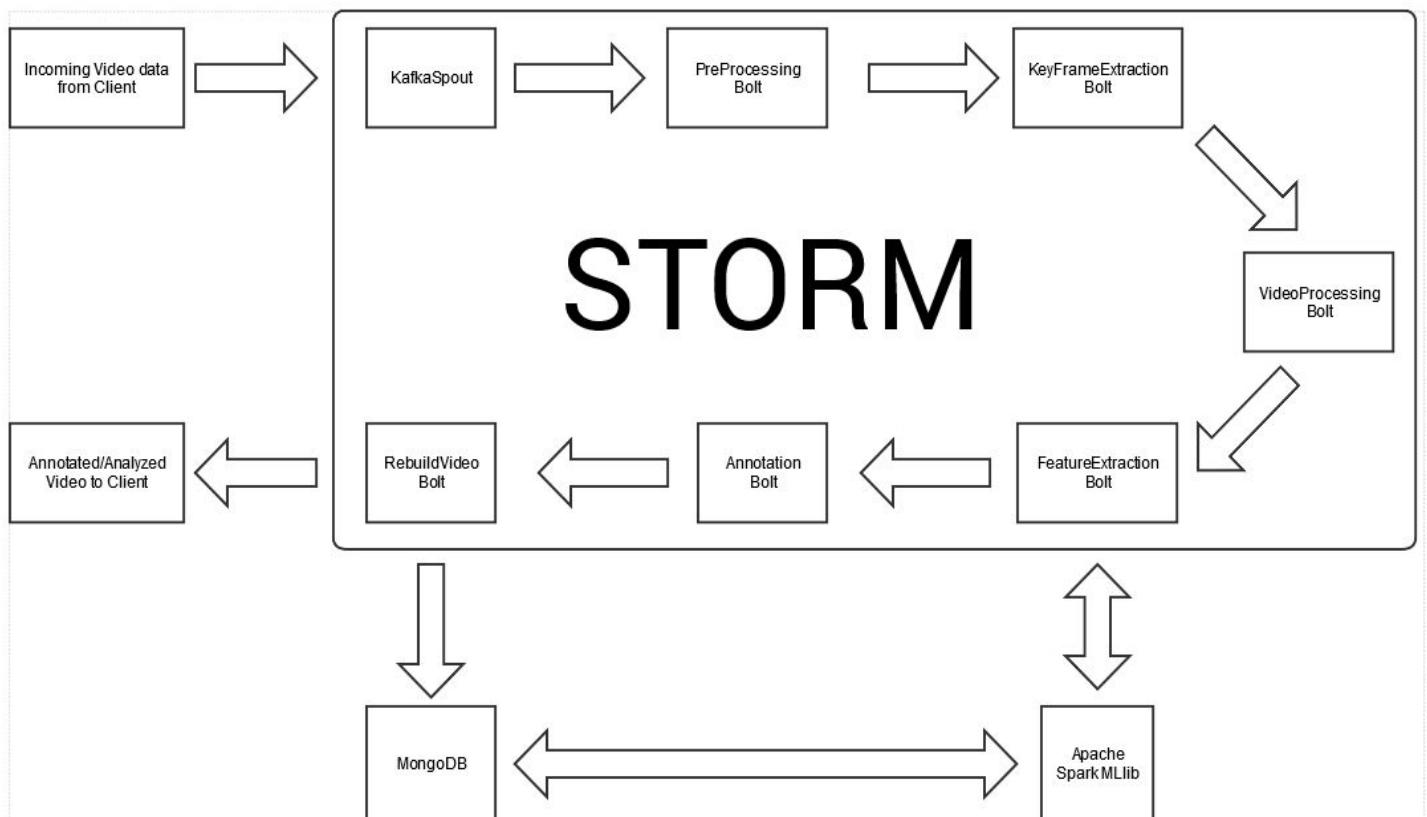 Incoming Video data
from Client
KafkaSpout
PreProcessing
Bolt
KeyFrameExtraction
Bolt
STORM
VideoProcessing
Bolt
Annotated/Analyzed
Video to Client
RebuildVideo
Bolt
Annotation
Bolt
FeatureExtraction
Bolt
MongoDB
Apache
Spark MLlib